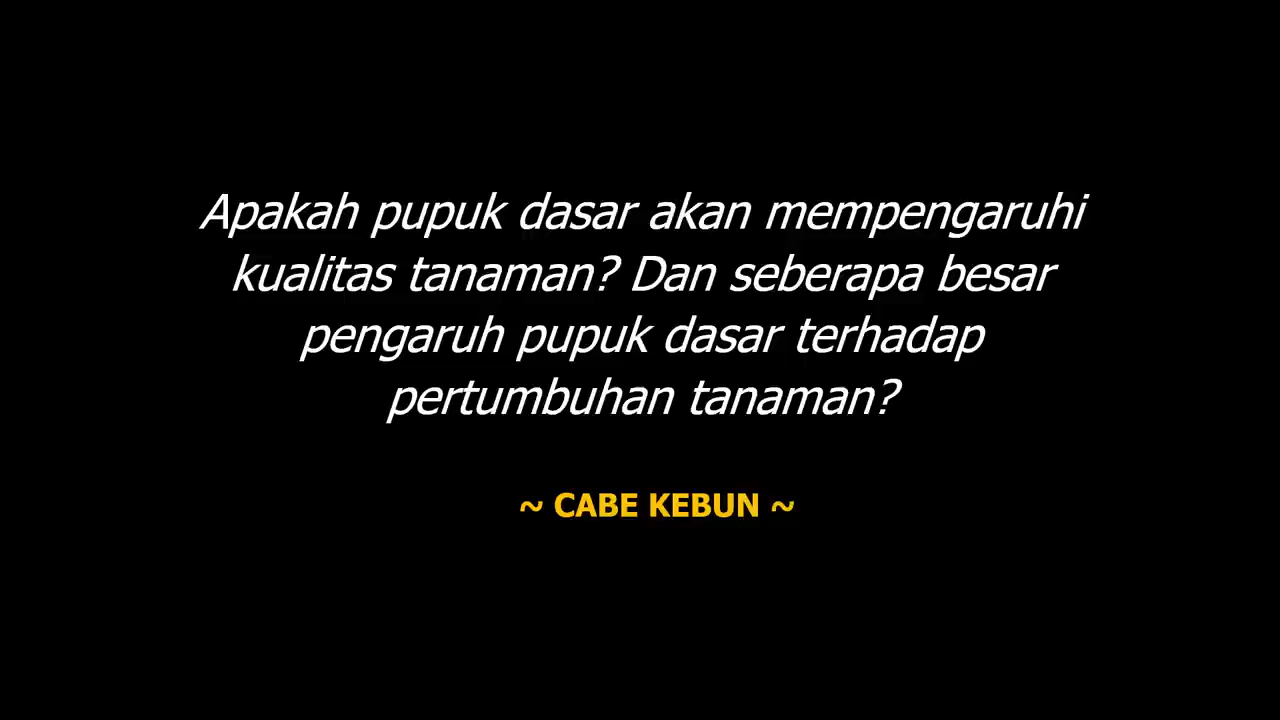 Apakah pupuk dasar akan mempengaruhi
kualitas tanaman? Dan seberapa besar
pengaruh pupuk dasar terhadap
pertumbuhan tanaman?
~ CABE KEBUN ~